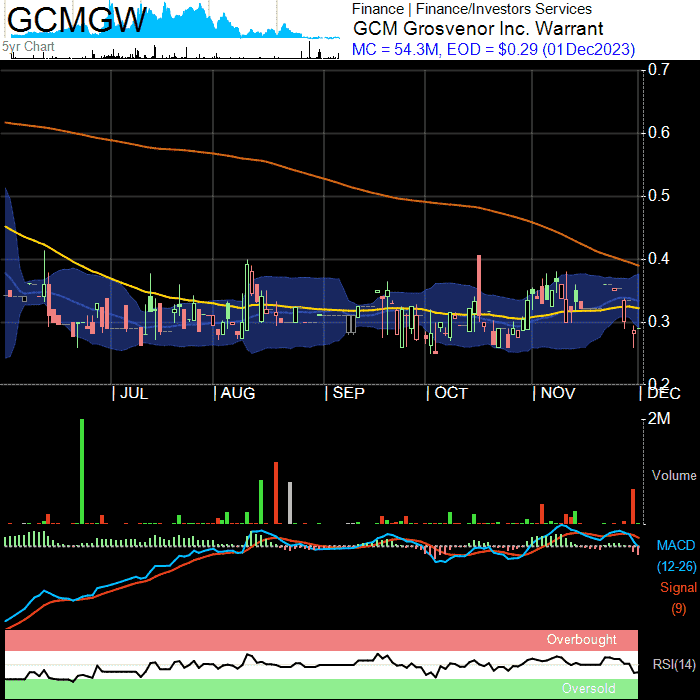 GCMGW
5yr Chart
Finance | Finance/Investors Services
GCM Grosvenor Inc. Warrant
MC = 54.3M, EOD = $0.29 (01Dec2023)
0.7
0.6
0.5
0.4
0.3
0.2
| JUL | AUG | SEP | OCT | NOV | DEC
2M
Volume
MACD
(12-26)
Signal
(9)
Overbought
RSI(14)
Oversold